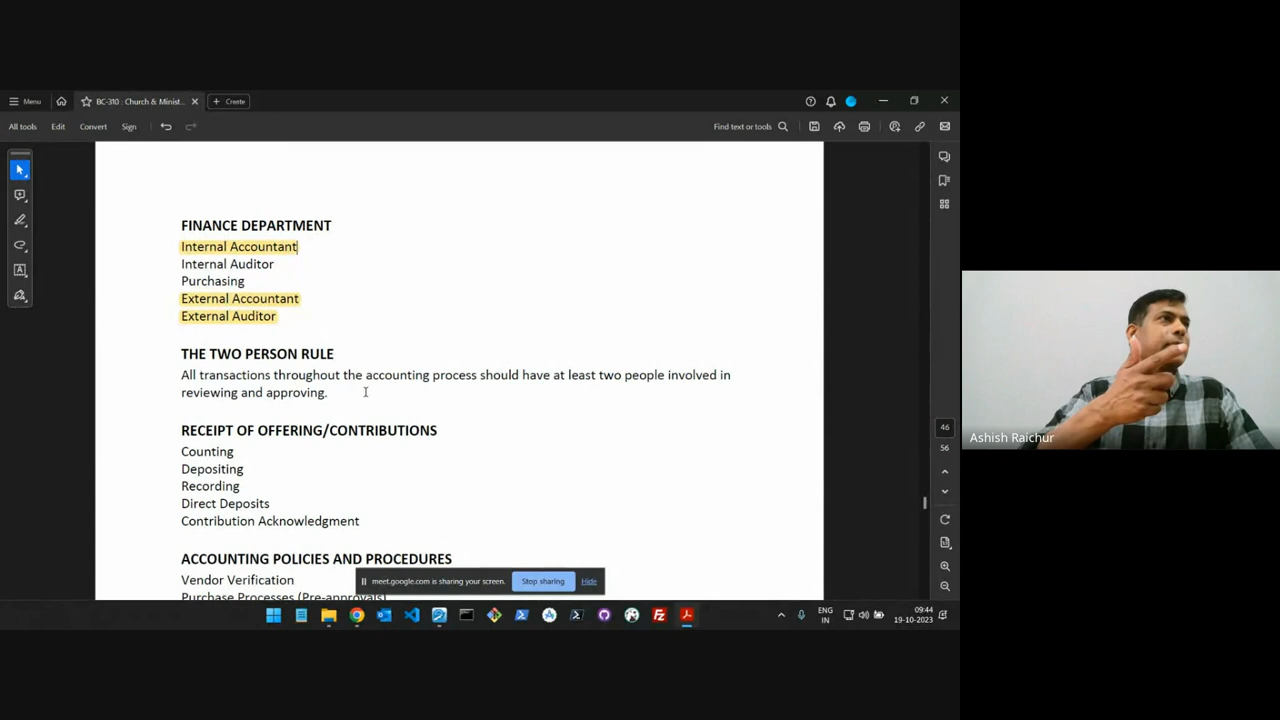 Menu
BC-310 : Church & Minist...
Create
All tools
Edit
Convert
Sign
Find text or tools
FINANCE DEPARTMENT
Internal Accountant
Internal Auditor
Purchasing
External Accountant
External Auditor
THE TWO PERSON RULE
All transactions throughout the accounting process should have at least two people involved in
reviewing and approving.
RECEIPT OF OFFERING/CONTRIBUTIONS
Counting
Depositing
Recording
Direct Deposits
Contribution Acknowledgment
ACCOUNTING POLICIES AND PROCEDURES
Vendor Verification
Purchase Processes (Pre-approvals)
46
56
meet.google.com is sharing your screen.
Stop sharing
Hide
ENG
IN
09:44
19-10-2023
Ashish Raichur